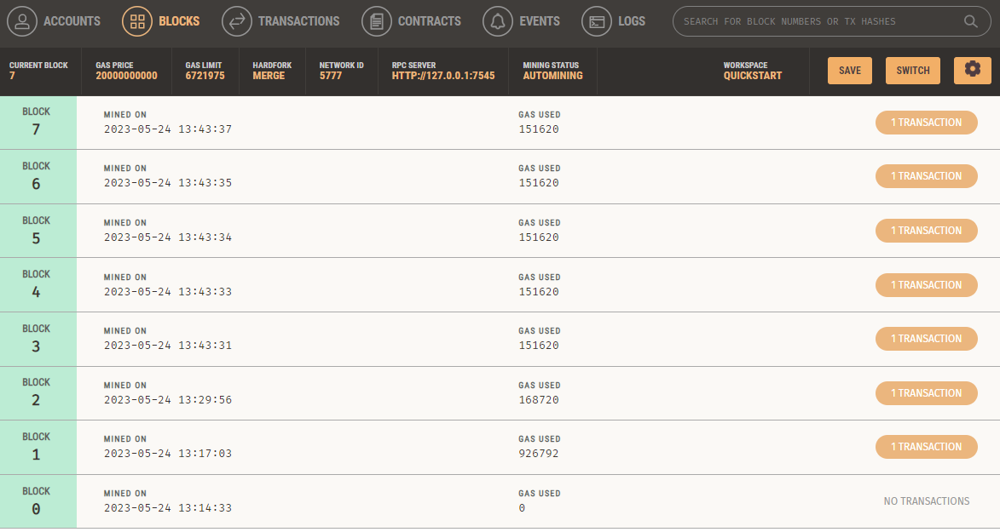 ACCOUNTS BLOCKS TRANSACTIONS CONTRACTS EVENTS LOGS SEARCH FOR BLOCK NUMBERS OR TX HASHES
CURRENT BLOCK GAS PRICE GAS LIMIT HARDFORK NETWORK ID RPC SERVER MINING STATUS WORKSPACE
7 20000000000 6721975 MERGE 5777 HTTP://127.0.0.1:7545 AUTOMINING QUICKSTART
SAVE SWITCH
BLOCK MINED ON GAS USED
7 2023-05-24 13:43:37 151620 1 TRANSACTION
BLOCK MINED ON GAS USED
6 2023-05-24 13:43:35 151620 1 TRANSACTION
BLOCK MINED ON GAS USED
5 2023-05-24 13:43:34 151620 1 TRANSACTION
BLOCK MINED ON GAS USED
4 2023-05-24 13:43:33 151620 1 TRANSACTION
BLOCK MINED ON GAS USED
3 2023-05-24 13:43:31 151620 1 TRANSACTION
BLOCK MINED ON GAS USED
2 2023-05-24 13:29:56 168720 1 TRANSACTION
BLOCK MINED ON GAS USED
1 2023-05-24 13:17:03 926792 1 TRANSACTION
BLOCK MINED ON GAS USED
0 2023-05-24 13:14:33 0 NO TRANSACTIONS